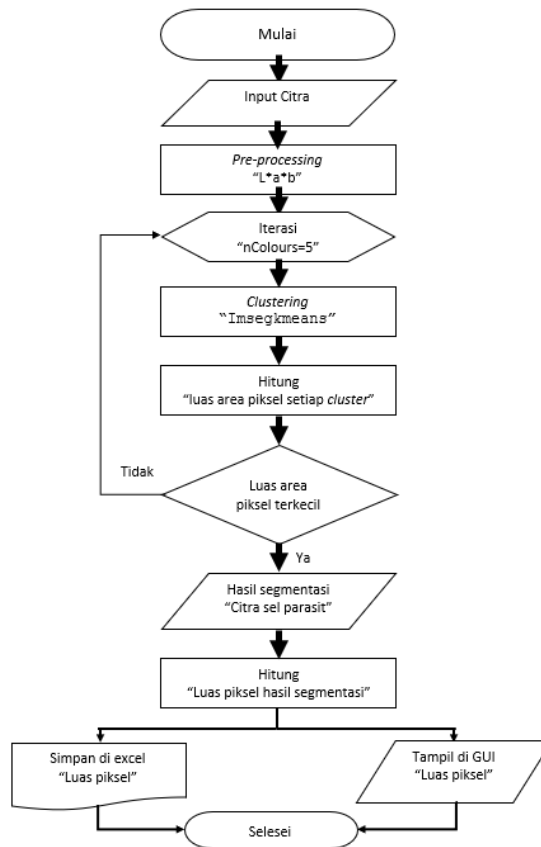 Mulai
Input Citra
Pre-processing
“L*a*b”
Iterasi
“nColours=5”
Clustering
“Imsegkmeans”
Hitung
“luas area piksel setiap cluster”
Tidak
Luas area
piksel terkecil
Ya
Hasil segmentasi
“Citra sel parasit”
Hitung
“Luas piksel hasil segmentasi”
Simpan di excel
“Luas piksel”
Tampil di GUI
“Luas piksel”
Selesei